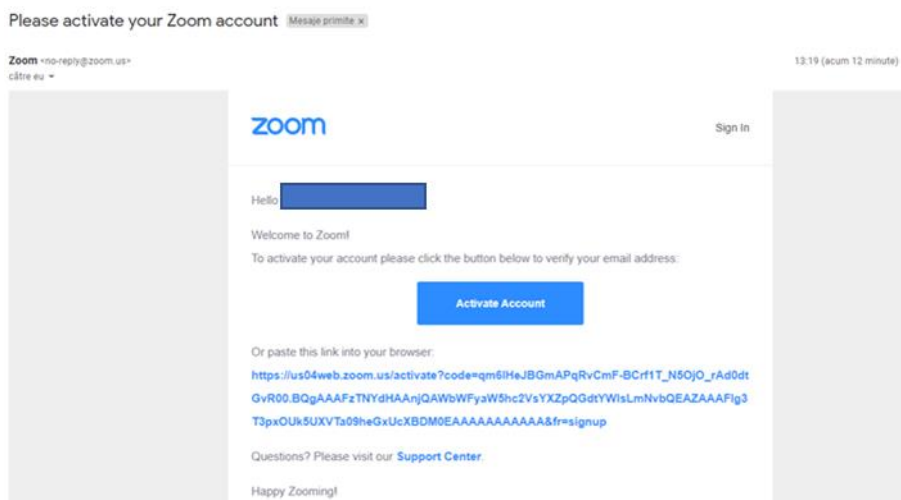 Please activate your Zoom account Mesaje primite x
Zoom <no-reply@zoom.us> 13:19 (acum 12 minute)
către eu
zoom Sign In
Hello
Welcome to Zoom!
To activate your account please click the button below to verify your email address:
Activate Account
Or paste this link into your browser:
https://us04web.zoom.us/activate?code=qm6lHeJBGmAPqRvCmF-BCrf1T_N5OjO_rAd0dt
GvR00.BQgAAAFzTNYdHAAnjQAWbWFyaW5hc2VsYXZpQGdtYWlsLmNvbQEAZAAAFlg3
T3pxOUk5UXVTa09heGxUcXBDM0EAAAAAAAAAAA&fr=signup
Questions? Please visit our Support Center.
Happy Zooming!